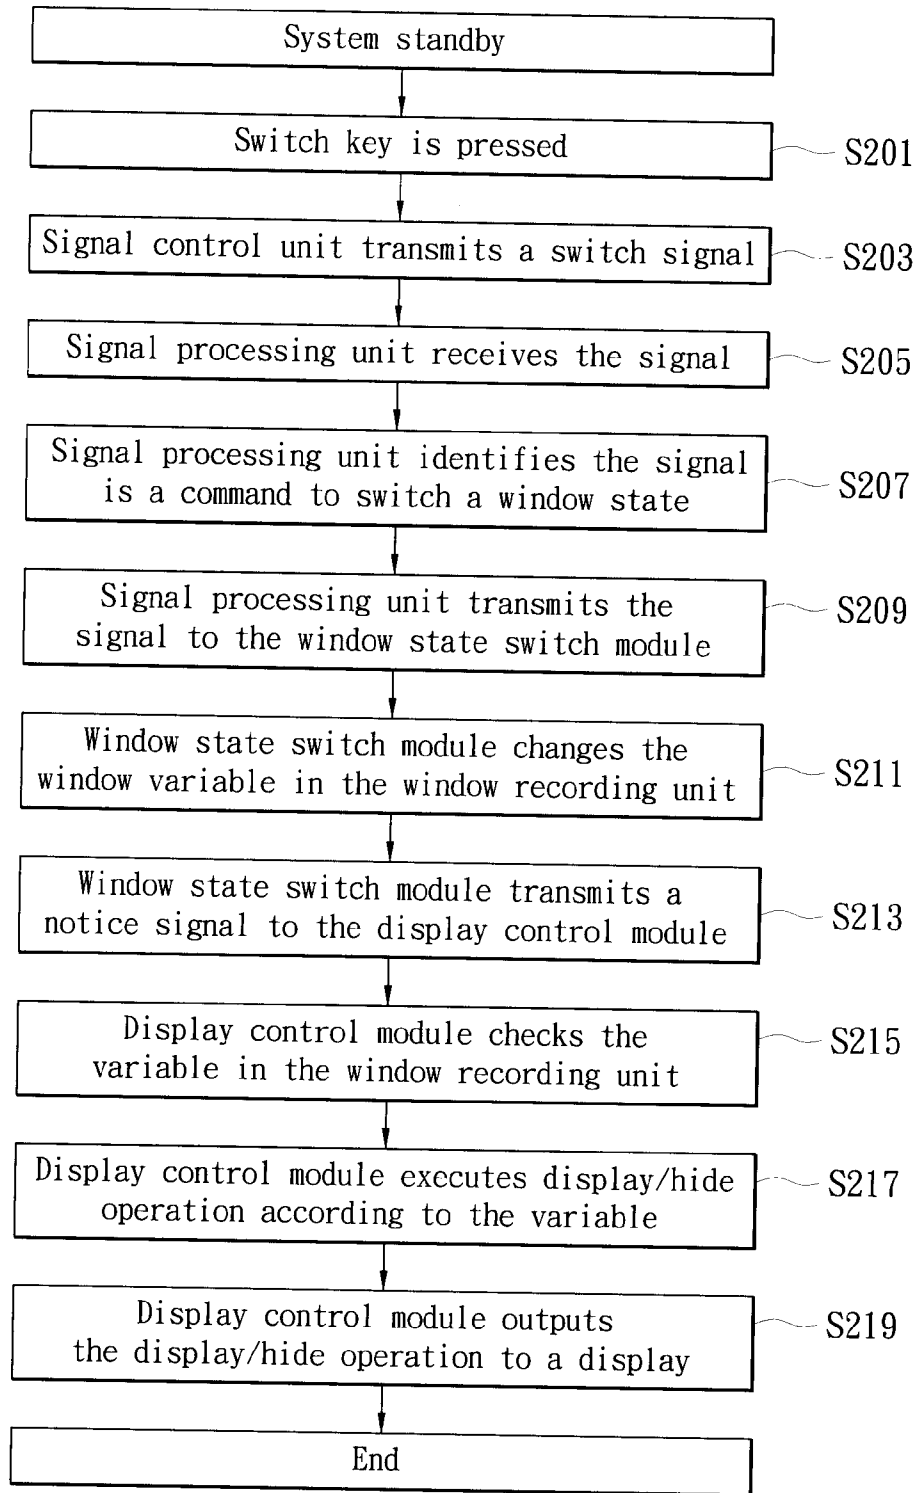 System standby
Switch key is pressed
S201
Signal control unit transmits a switch signal
S203
Signal processing unit receives the signal
S205
Signal processing unit identifies the signal
is a command to switch a window state
S207
Signal processing unit transmits the
signal to the window state switch module
S209
Window state switch module changes the
window variable in the window recording unit
S211
Window state switch module transmits a
notice signal to the display control module
S213
Display control module checks the
variable in the window recording unit
S215
Display control module executes display/hide
operation according to the variable
S217
Display control module outputs
the display/hide operation to a display
S219
End